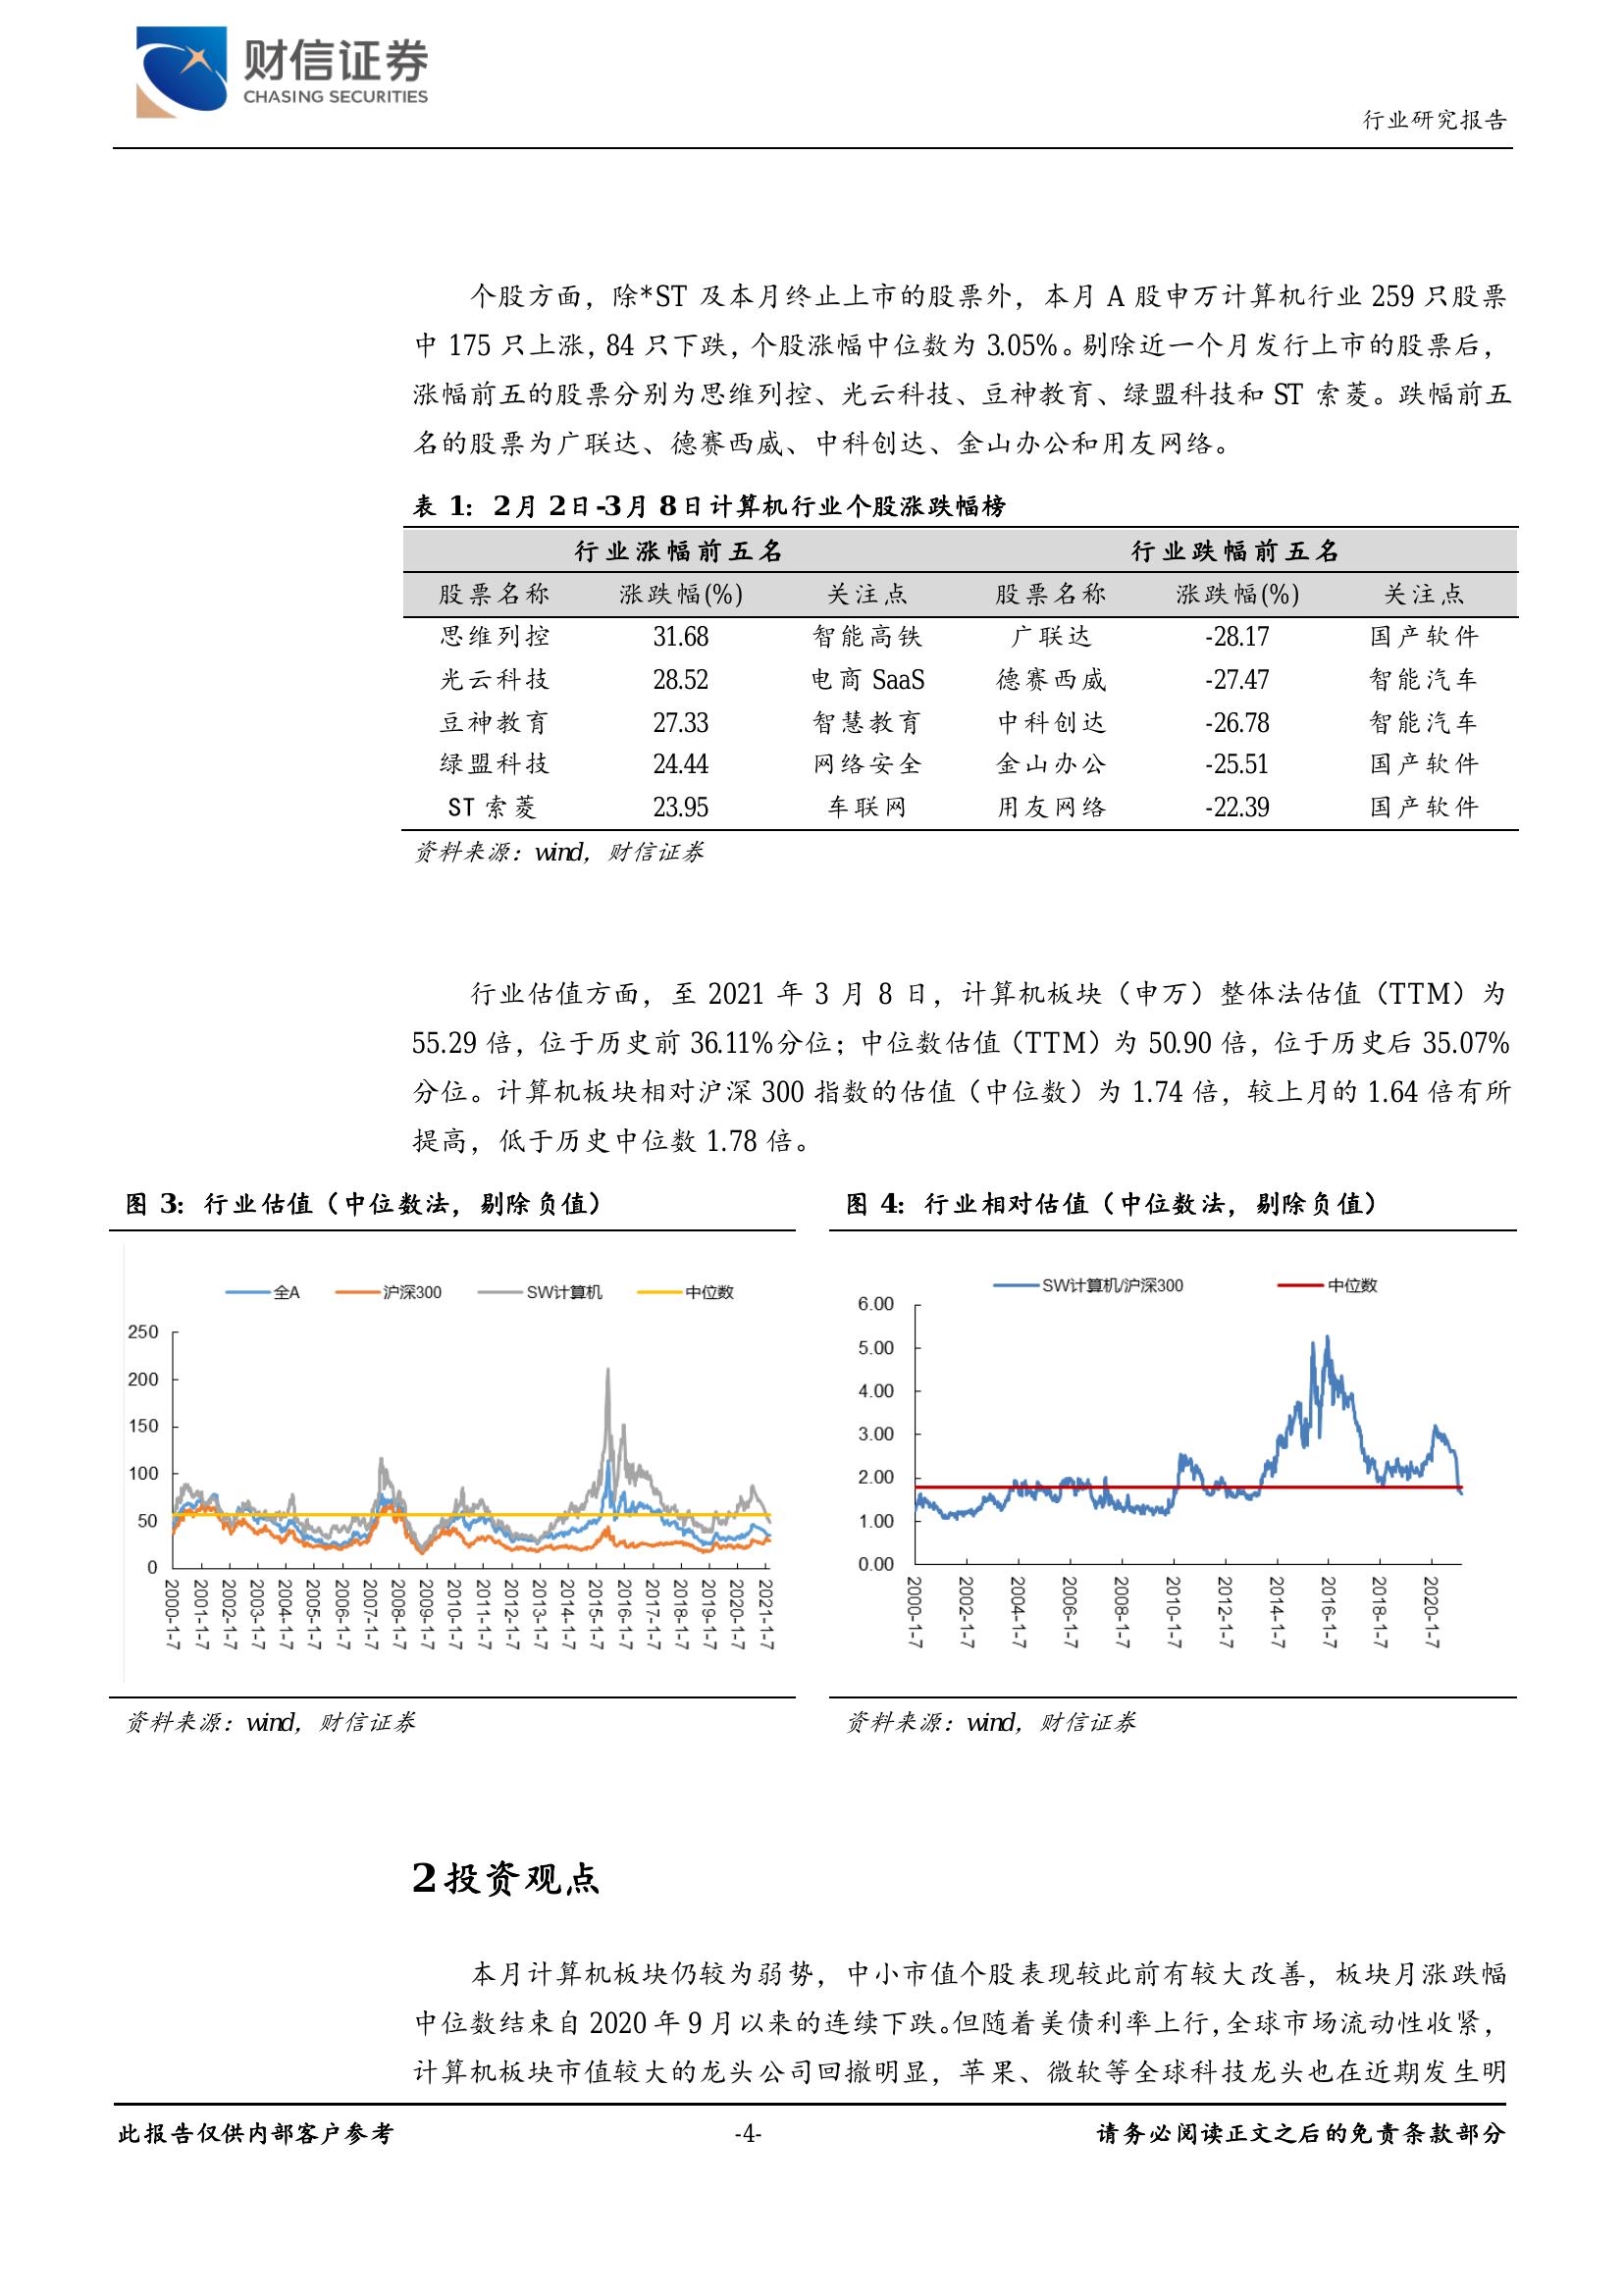 财信证券
CHASING SECURITIES
行业研究报告
个股方面，除*ST 及本月终止上市的股票外，本月 A 股申万计算机行业 259 只股票
中 175 只上涨，84 只下跌，个股涨幅中位数为 3.05%。剔除近一个月发行上市的股票后，
涨幅前五的股票分别为思维列控、光云科技、豆神教育、绿盟科技和 ST 索菱。跌幅前五
名的股票为广联达、德赛西威、中科创达、金山办公和用友网络。
表 1：2 月 2 日-3 月 8 日计算机行业个股涨跌幅榜
行业涨幅前五名 行业跌幅前五名
股票名称 涨跌幅(%) 关注点 股票名称 涨跌幅(%) 关注点
思维列控 31.68 智能高铁 广联达 -28.17 国产软件
光云科技 28.52 电商 SaaS 德赛西威 -27.47 智能汽车
豆神教育 27.33 智慧教育 中科创达 -26.78 智能汽车
绿盟科技 24.44 网络安全 金山办公 -25.51 国产软件
ST 索菱 23.95 车联网 用友网络 -22.39 国产软件
资料来源：wind，财信证券
行业估值方面，至 2021 年 3 月 8 日，计算机板块（申万）整体法估值（TTM）为
55.29 倍，位于历史前 36.11%分位；中位数估值（TTM）为 50.90 倍，位于历史后 35.07%
分位。计算机板块相对沪深 300 指数的估值（中位数）为 1.74 倍，较上月的 1.64 倍有所
提高，低于历史中位数 1.78 倍。
图 3：行业估值（中位数法，剔除负值）
全A 沪深300 SW计算机 中位数
250
200
150
100
50
0
2000-1-7 2001-1-7 2002-1-7 2003-1-7 2004-1-7 2005-1-7 2006-1-7 2007-1-7 2008-1-7 2009-1-7 2010-1-7 2011-1-7 2012-1-7 2013-1-7 2014-1-7 2015-1-7 2016-1-7 2017-1-7 2018-1-7 2019-1-7 2020-1-7 2021-1-7
资料来源：wind，财信证券
图 4：行业相对估值（中位数法，剔除负值）
SW计算机/沪深300 中位数
6.00
5.00
4.00
3.00
2.00
1.00
0.00
2000-1-7 2002-1-7 2004-1-7 2006-1-7 2008-1-7 2010-1-7 2012-1-7 2014-1-7 2016-1-7 2018-1-7 2020-1-7
资料来源：wind，财信证券
2 投资观点
本月计算机板块仍较为弱势，中小市值个股表现较此前有较大改善，板块月涨跌幅
中位数结束自 2020 年 9 月以来的连续下跌。但随着美债利率上行，全球市场流动性收紧，
计算机板块市值较大的龙头公司回撤明显，苹果、微软等全球科技龙头也在近期发生明
此报告仅供内部客户参考 -4- 请务必阅读正文之后的免责条款部分